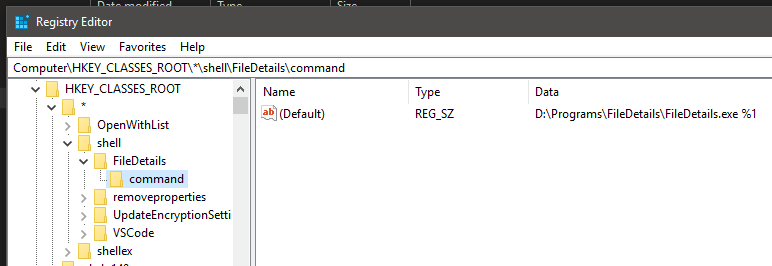 Date modified Type Size
Registry Editor
File Edit View Favorites Help
Computer\HKEY_CLASSES_ROOT\*\shell\FileDetails\command
HKEY_CLASSES_ROOT
*
OpenWithList
shell
FileDetails
command
removeproperties
UpdateEncryptionSetti
VSCode
shellex
Name Type Data
ab (Default) REG_SZ D:\Programs\FileDetails\FileDetails.exe %1